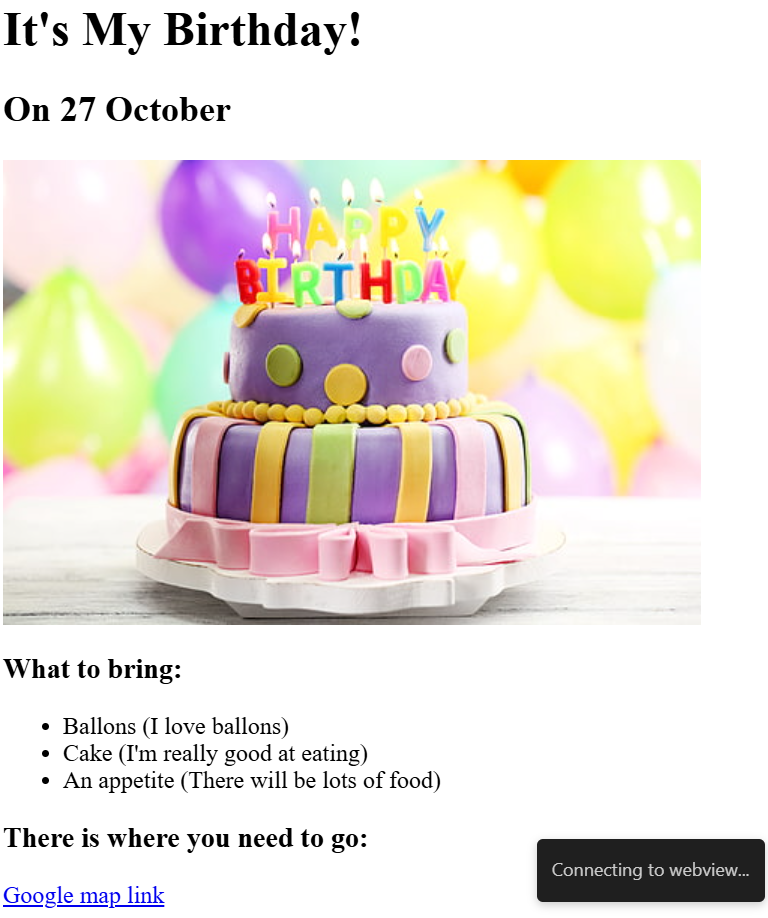 It's My Birthday!
On 27 October
HAPPY
BIRTHDAY
What to bring:
Ballons (I love ballons)
Cake (I'm really good at eating)
An appetite (There will be lots of food)
There is where you need to go:
Google map link
Connecting to webview...